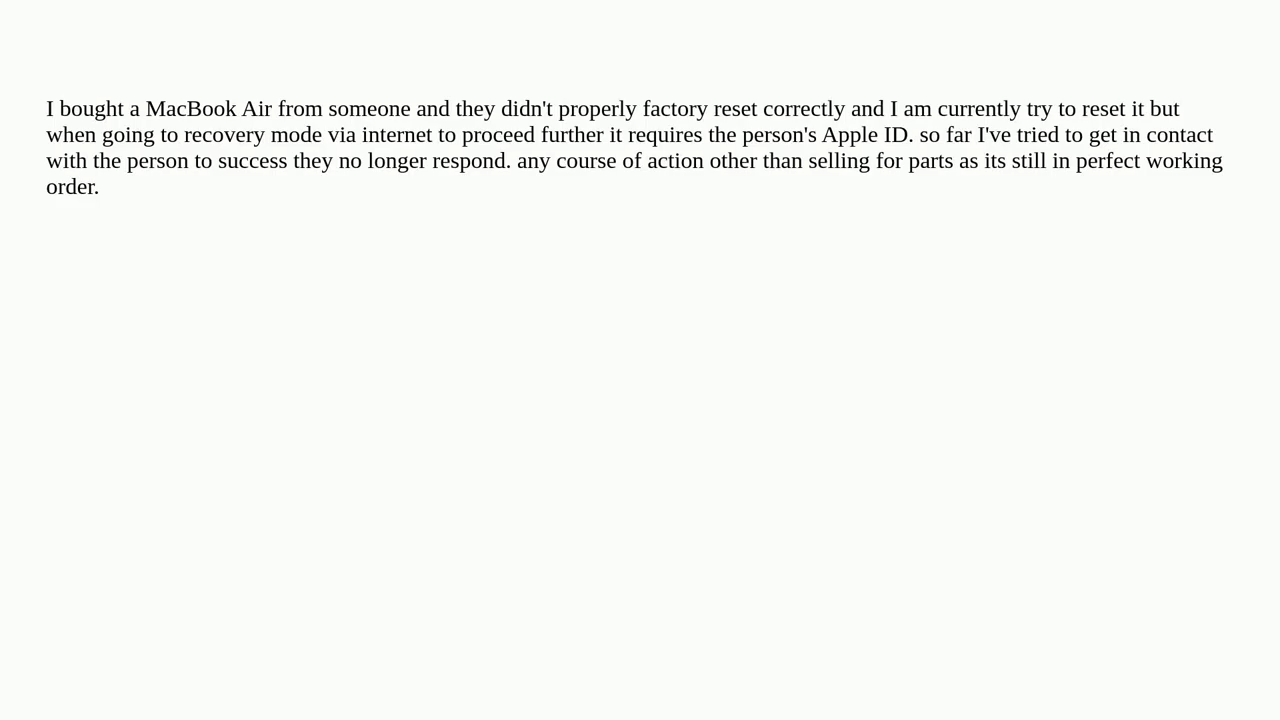 I bought a MacBook Air from someone and they didn't properly factory reset correctly and I am currently try to reset it but
when going to recovery mode via internet to proceed further it requires the person's Apple ID. so far I've tried to get in contact
with the person to success they no longer respond. any course of action other than selling for parts as its still in perfect working
order.